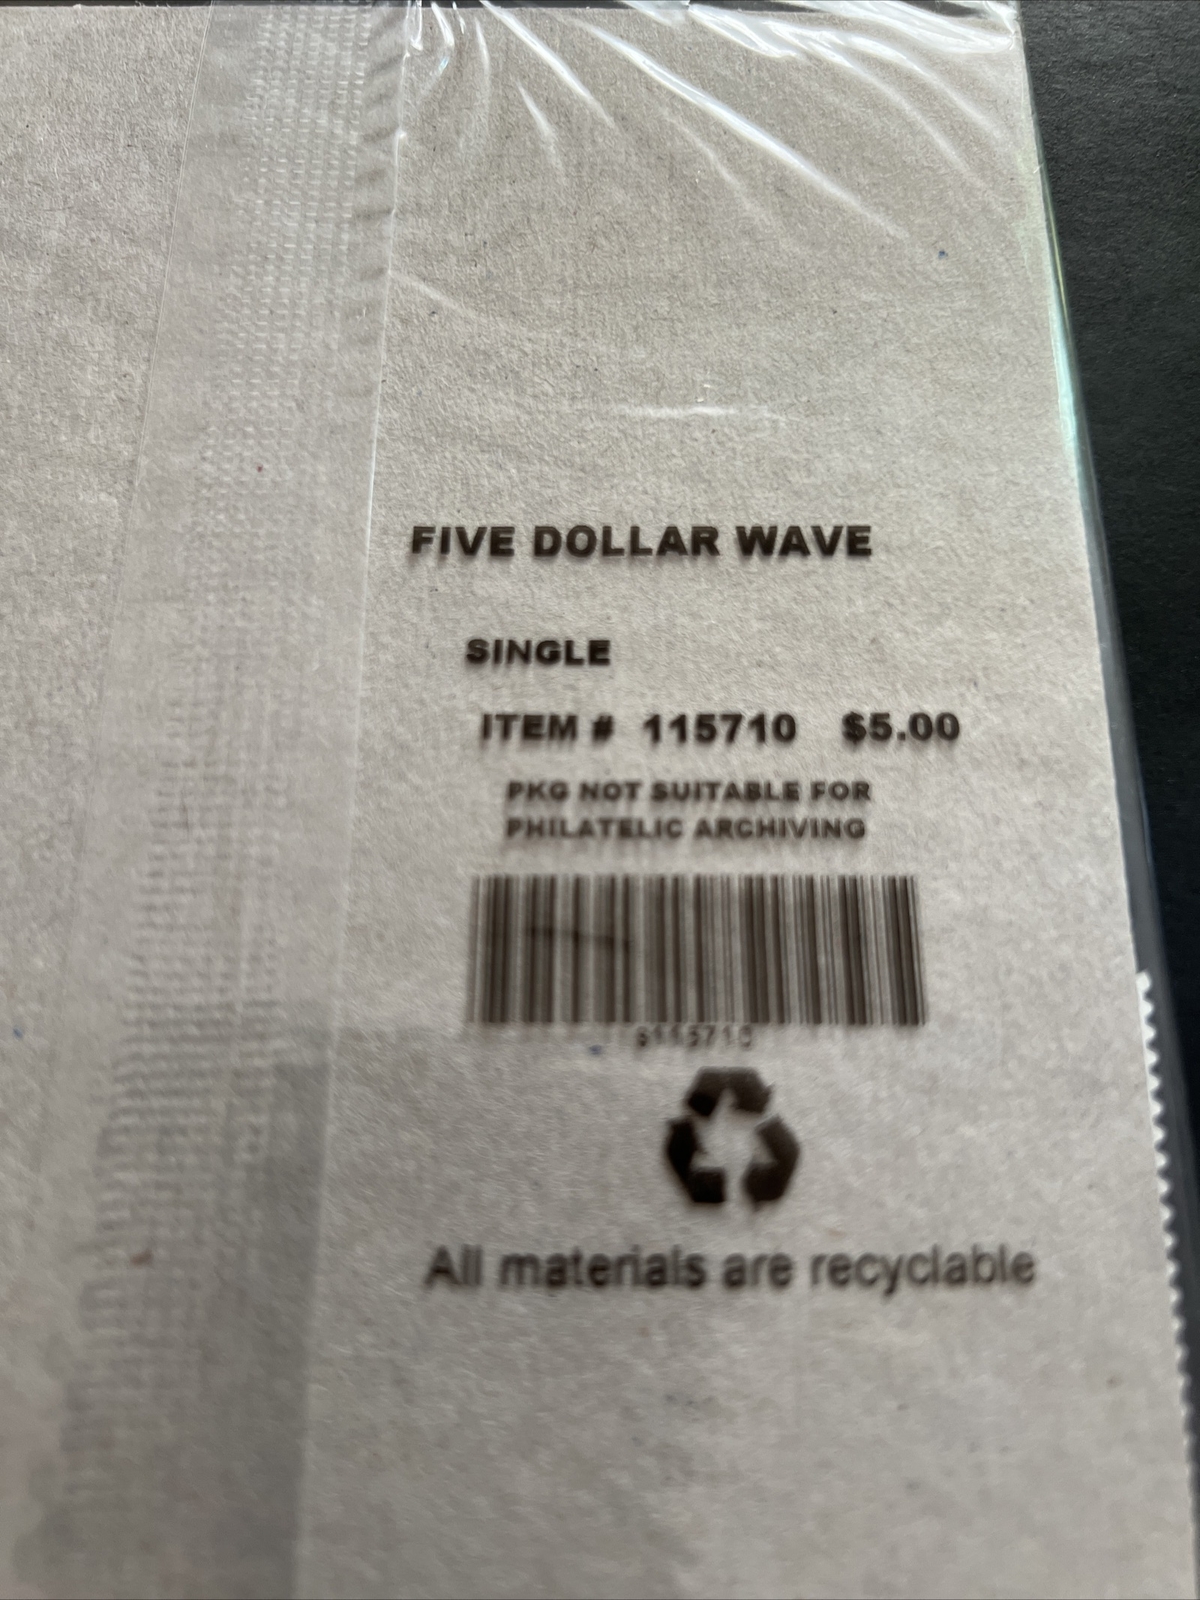 FIVE DOLLAR WAVE
SINGLE
ITEM # 115710 $5.00
PKG NOT SUITABLE FOR
PHILATELIC ARCHIVING
All materials are recyclable